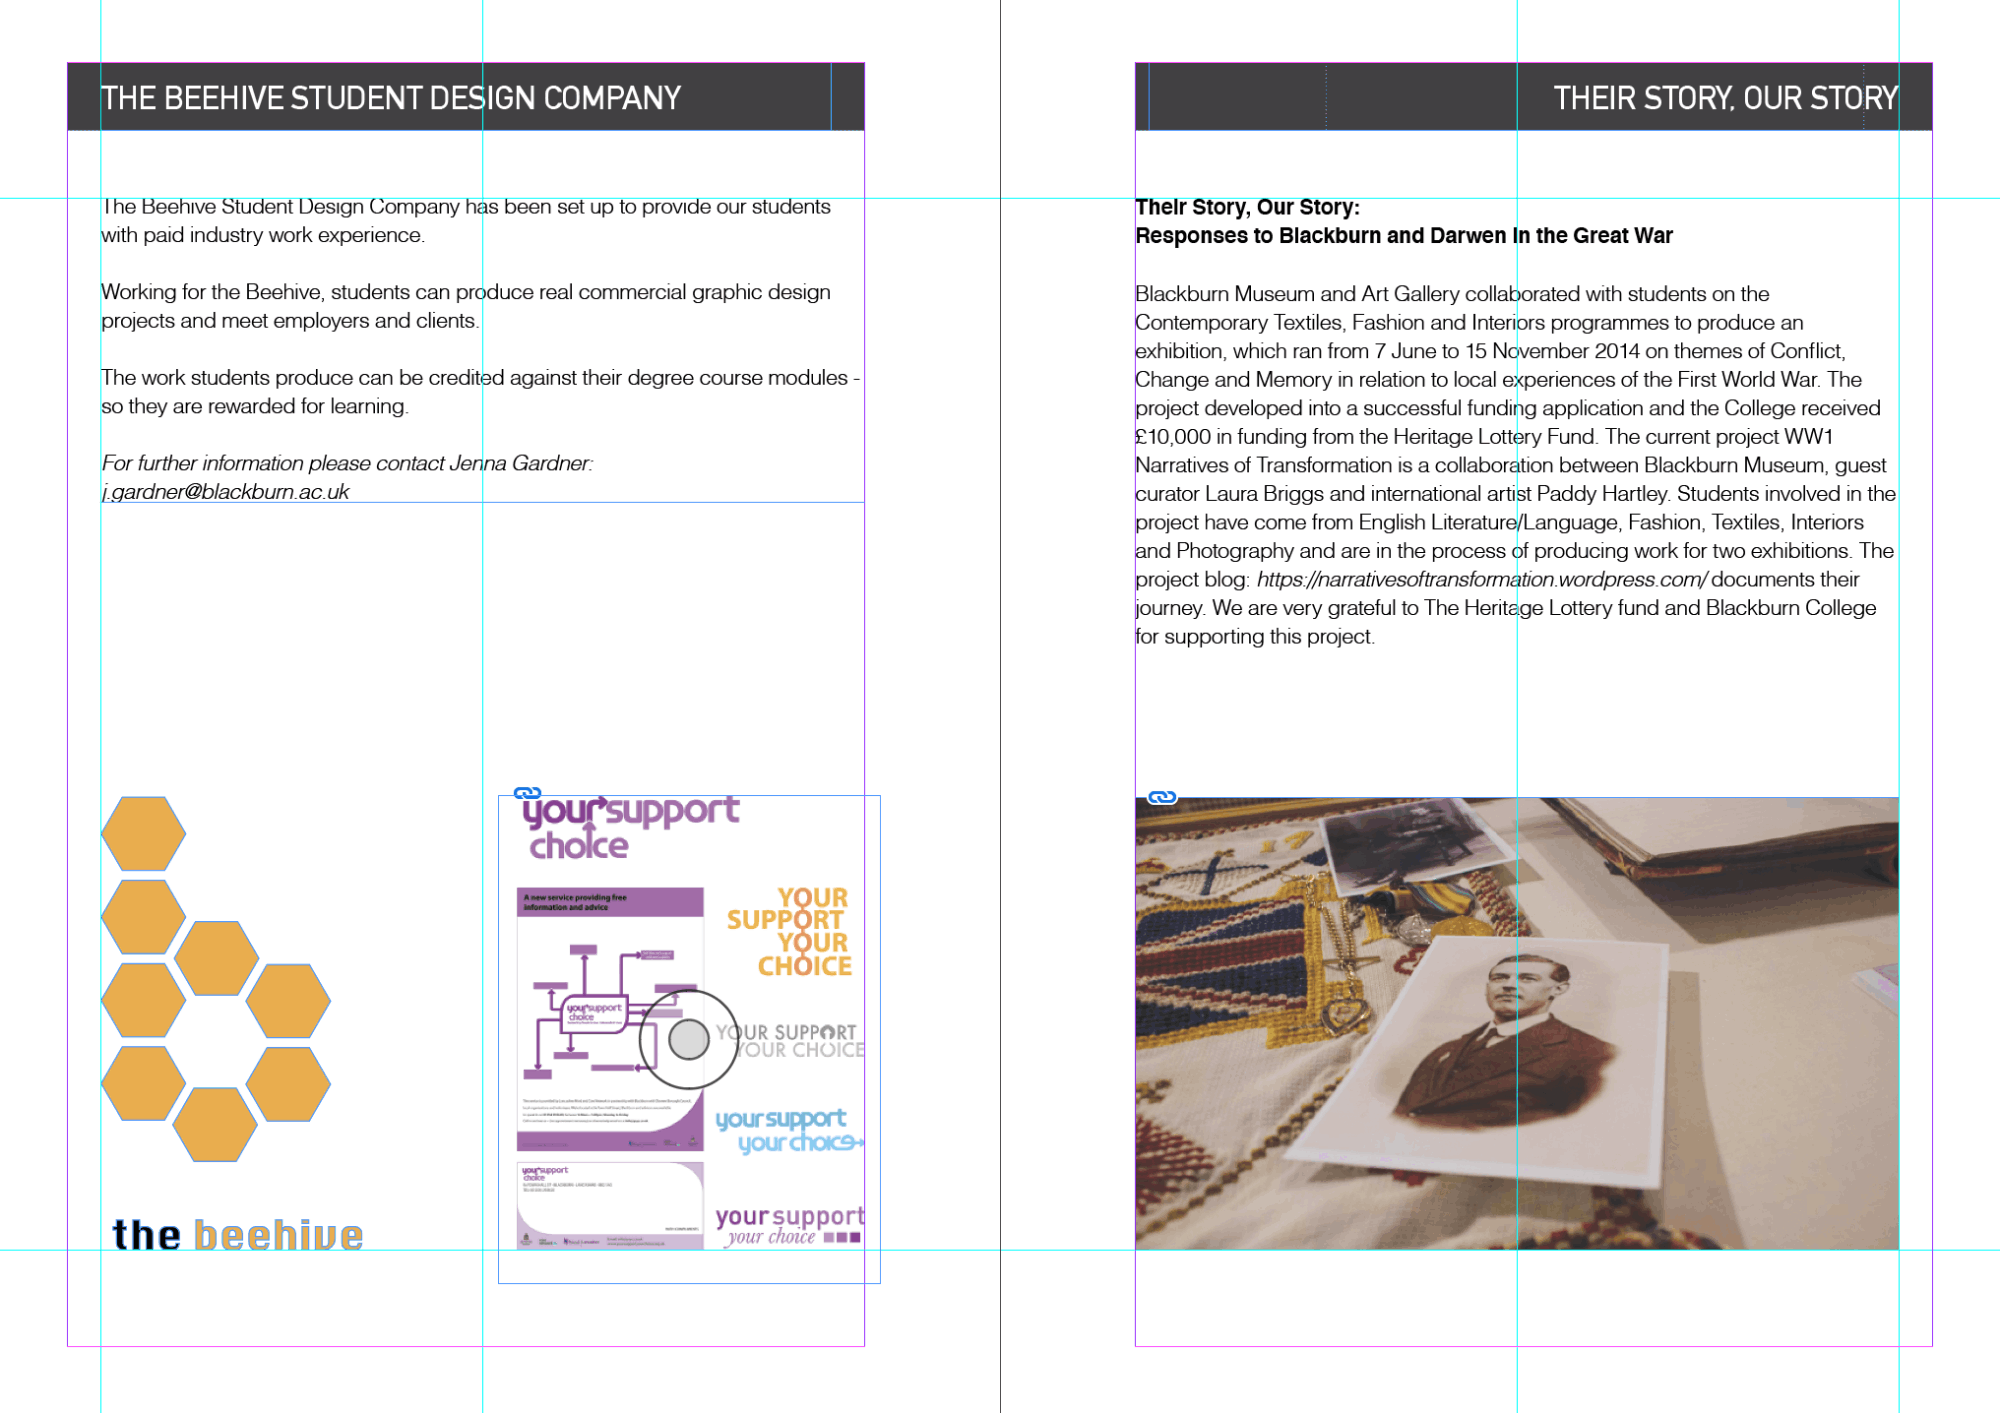 THE BEEHIVE STUDENT DESIGN COMPANY
The Beehive Student Design Company has been set up to provide our students
with paid industry work experience.
Working for the Beehive, students can produce real commercial graphic design
projects and meet employers and clients.
The work students produce can be credited against their degree course modules -
so they are rewarded for learning.
For further information please contact Jenna Gardner:
j.gardner@blackburn.ac.uk
the beehive
yoursupport
choice
A new service providing free
information and advice
yoursupport
choice
yoursupport
choice
YOUR
SUPPORT
YOUR
CHOICE
YOUR SUPPORT
YOUR CHOICE
yoursupport
yourchoice
yoursupport
your choice
THEIR STORY, OUR STORY
Their Story, Our Story:
Responses to Blackburn and Darwen in the Great War
Blackburn Museum and Art Gallery collaborated with students on the
Contemporary Textiles, Fashion and Interiors programmes to produce an
exhibition, which ran from 7 June to 15 November 2014 on themes of Conflict,
Change and Memory in relation to local experiences of the First World War. The
project developed into a successful funding application and the College received
£10,000 in funding from the Heritage Lottery Fund. The current project WW1
Narratives of Transformation is a collaboration between Blackburn Museum, guest
curator Laura Briggs and international artist Paddy Hartley. Students involved in the
project have come from English Literature/Language, Fashion, Textiles, Interiors
and Photography and are in the process of producing work for two exhibitions. The
project blog: https://narrativesoftransformation.wordpress.com/ documents their
journey. We are very grateful to The Heritage Lottery fund and Blackburn College
for supporting this project.